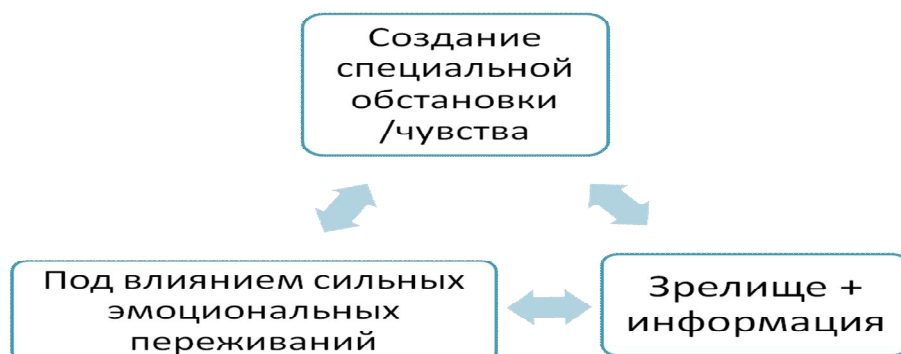 Создание
специальной
обстановки
/чувства
Под влиянием сильных
эмоциональных
переживаний
Зрелище +
информация